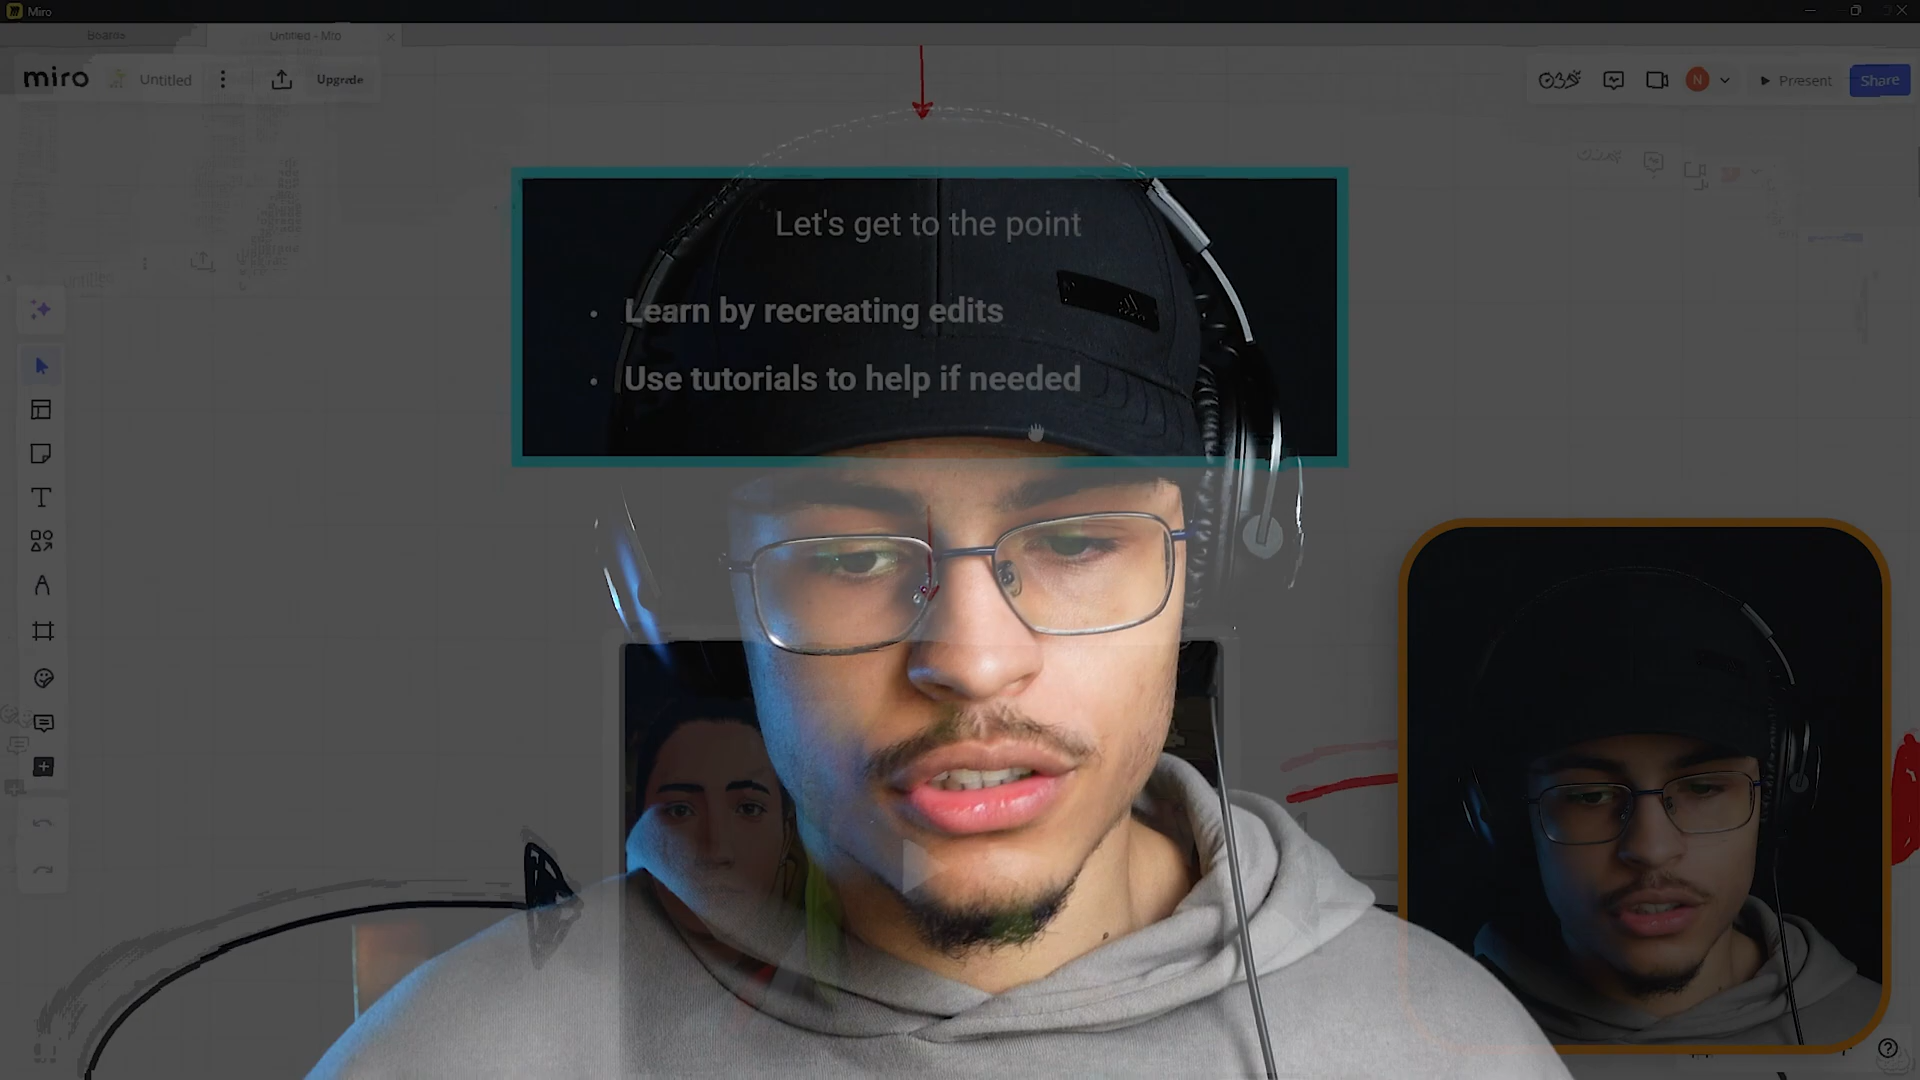 Miro
Boards
Untitled - Miro
miro
Untitled
Upgrade
N
Present
Share
Let's get to the point
• Learn by recreating edits
• Use tutorials to help if needed